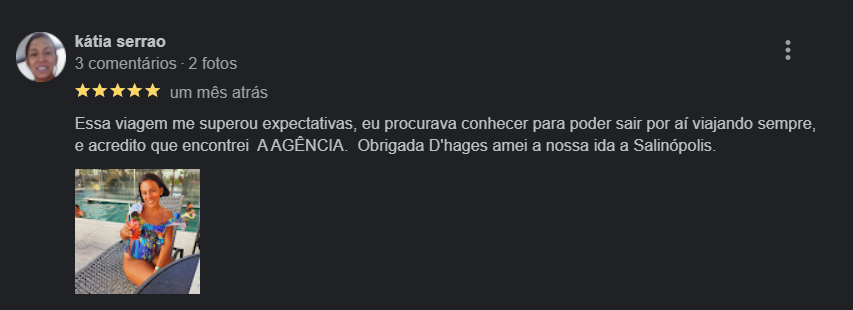 kátia serrao
3 comentários · 2 fotos
um mês atrás
Essa viagem me superou expectativas, eu procurava conhecer para poder sair por aí viajando sempre,
e acredito que encontrei  A AGÊNCIA.  Obrigada D'hages amei a nossa ida a Salinópolis.